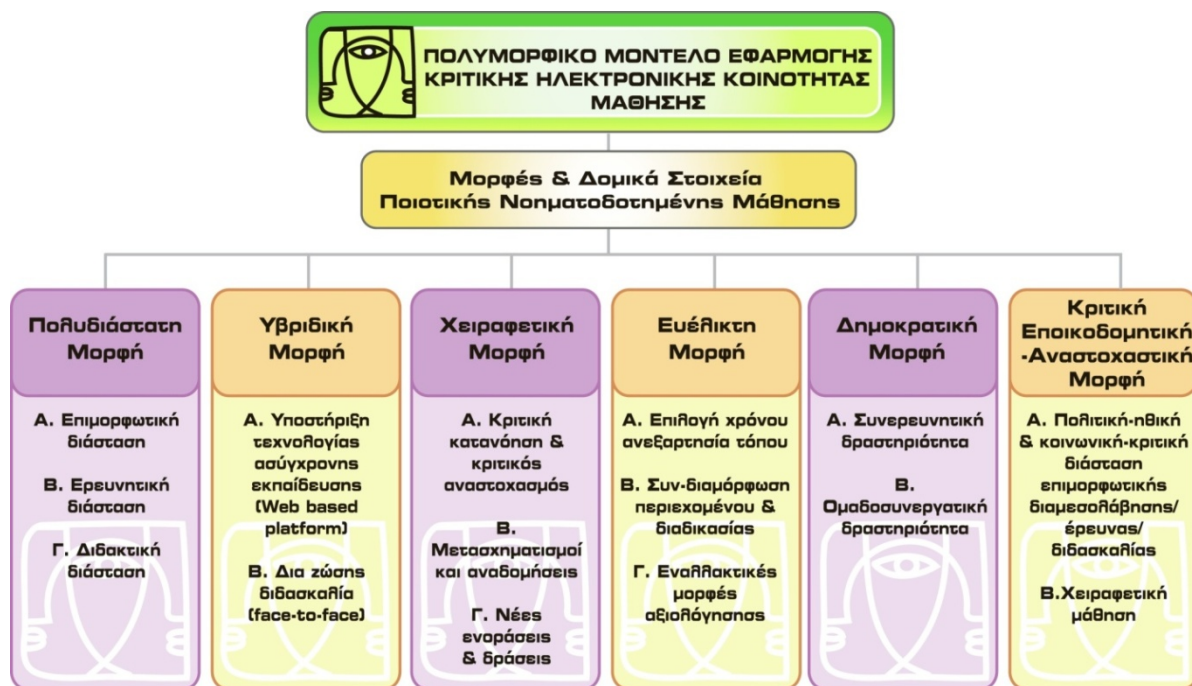 ΠΟΛΥΜΟΡΦΙΚΟ ΜΟΝΤΕΛΟ ΕΦΑΡΜΟΓΗΣ
ΚΡΙΤΙΚΗΣ ΗΛΕΚΤΡΟΝΙΚΗΣ ΚΟΙΝΟΤΗΤΑΣ
ΜΑΘΗΣΗΣ
Μορφές & Δομικά Στοιχεία
Ποιοτικής Νοηματοδοτημένης Μάθησης
Πολυδιάστατη
Μορφή
Α. Επιμορφωτική
διάσταση
Β. Ερευνητική
διάσταση
Γ. Διδακτική
διάσταση
Υβριδική
Μορφή
Α. Υποστήριξη
τεχνολογίας
ασύγχρονης
εκπαίδευσης
(Web based
platform)
Β. Δια ζώσης
διδασκαλία
(face-to-face)
Χειραφετική
Μορφή
Α. Κριτική
κατανόηση &
κριτικός
αναστοχασμός
Β.
Μετασχηματισμοί
και αναδομήσεις
Γ. Νέες
ενοράσεις
& δράσεις
Ευέλικτη
Μορφή
Α. Επιλογή χρόνου
ανεξαρτησία τόπου
Β. Συν-διαμόρφωση
περιεχομένου &
διαδικασίας
Γ. Εναλλακτικές
μορφές
αξιολόγησης
Δημοκρατική
Μορφή
Α. Συνερευνητική
δραστηριότητα
Β.
Ομαδοσυνεργατική
δραστηριότητα
Κριτική
Εποικοδομητική
-Αναστοχαστική
Μορφή
Α. Πολιτική-ηθική
& κοινωνική-κριτική
διάσταση
επιμορφωτικής
διαμεσολάβησης/
έρευνας/
διδασκαλίας
Β.Χειραφετική
μάθηση